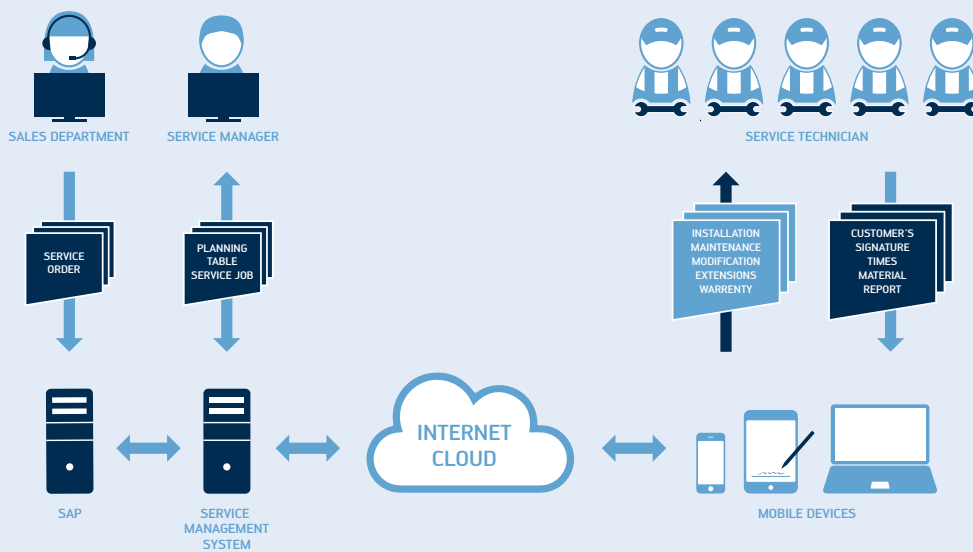 SALES DEPARTMENT
SERVICE MANAGER
SERVICE TECHNICIAN
SERVICE
ORDER
PLANNING
TABLE
SERVICE JOB
INSTALLATION
MAINTENANCE
MODIFICATION
EXTENSIONS
WARRENTY
CUSTOMER´S
SIGNATURE
TIMES
MATERIAL
REPORT
INTERNET
CLOUD
SAP
SERVICE
MANAGEMENT
SYSTEM
MOBILE DEVICES